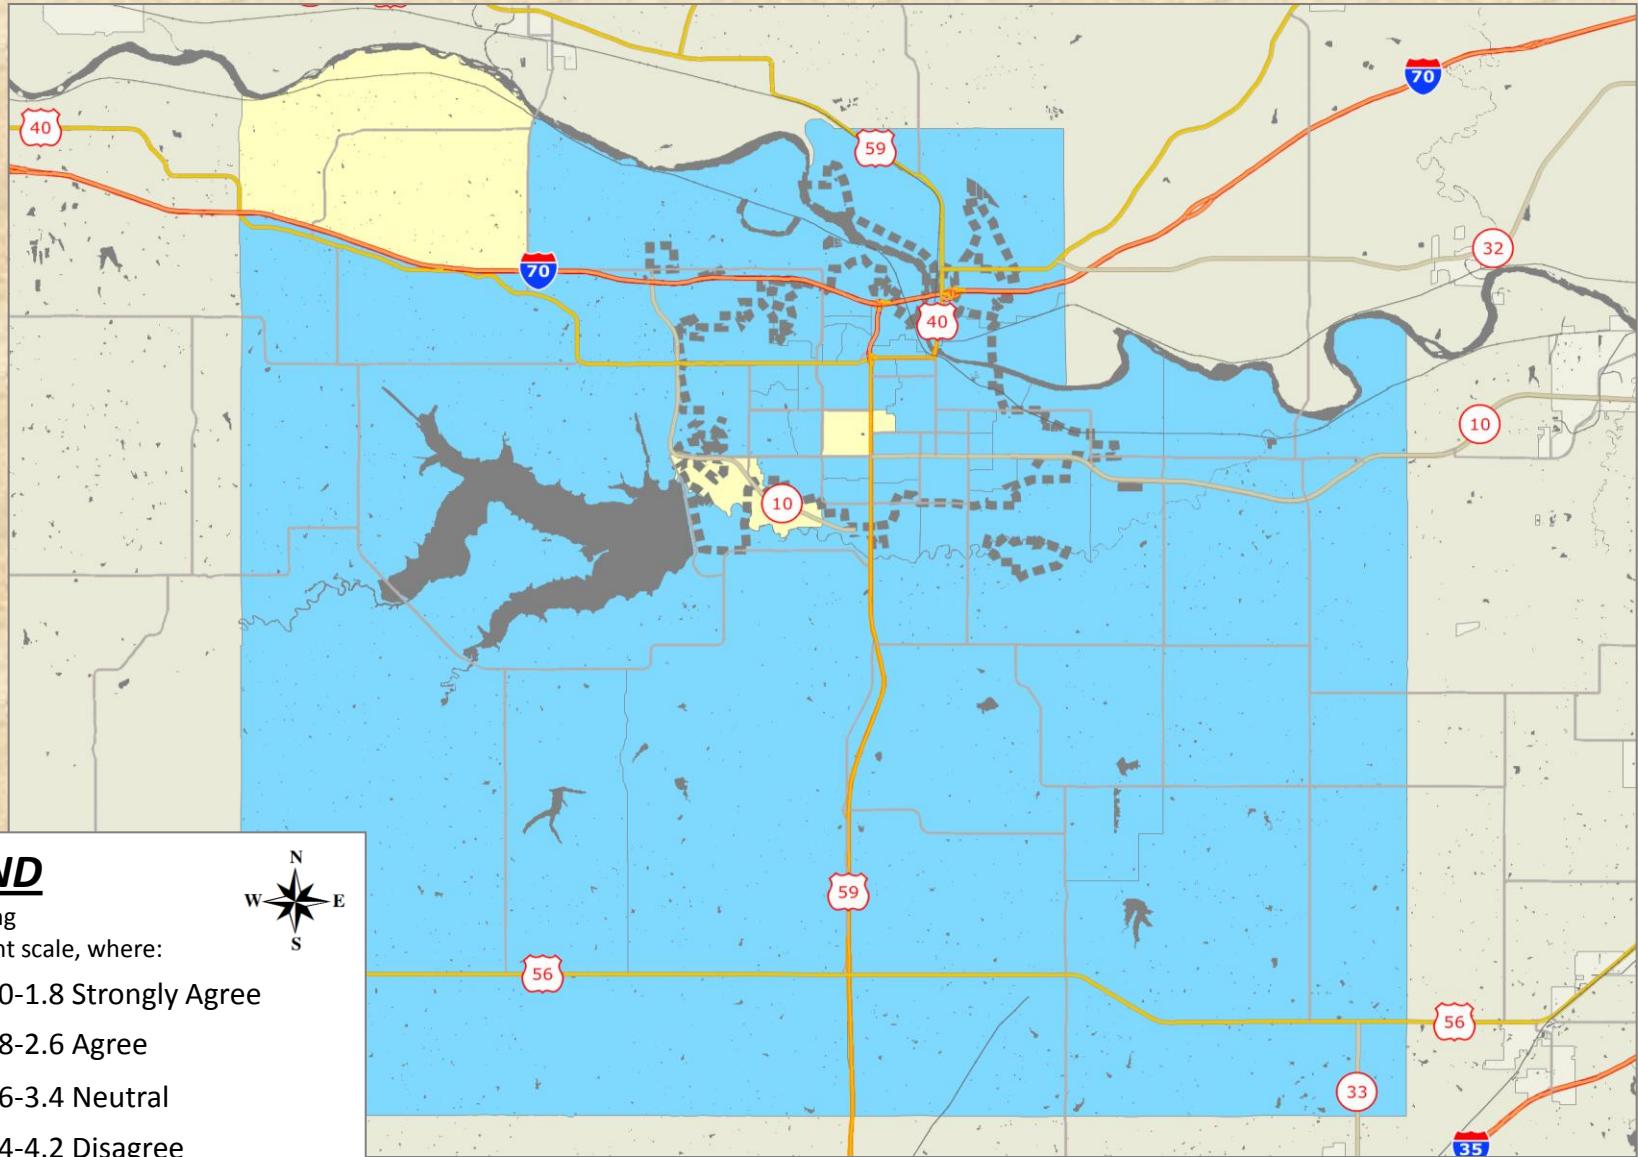 70
40
59
32
70
40
10
10
59
56
56
33
35
ND
N
W E
S
ng
nt scale, where:
0-1.8 Strongly Agree
8-2.6 Agree
6-3.4 Neutral
4-4.2 Disagree